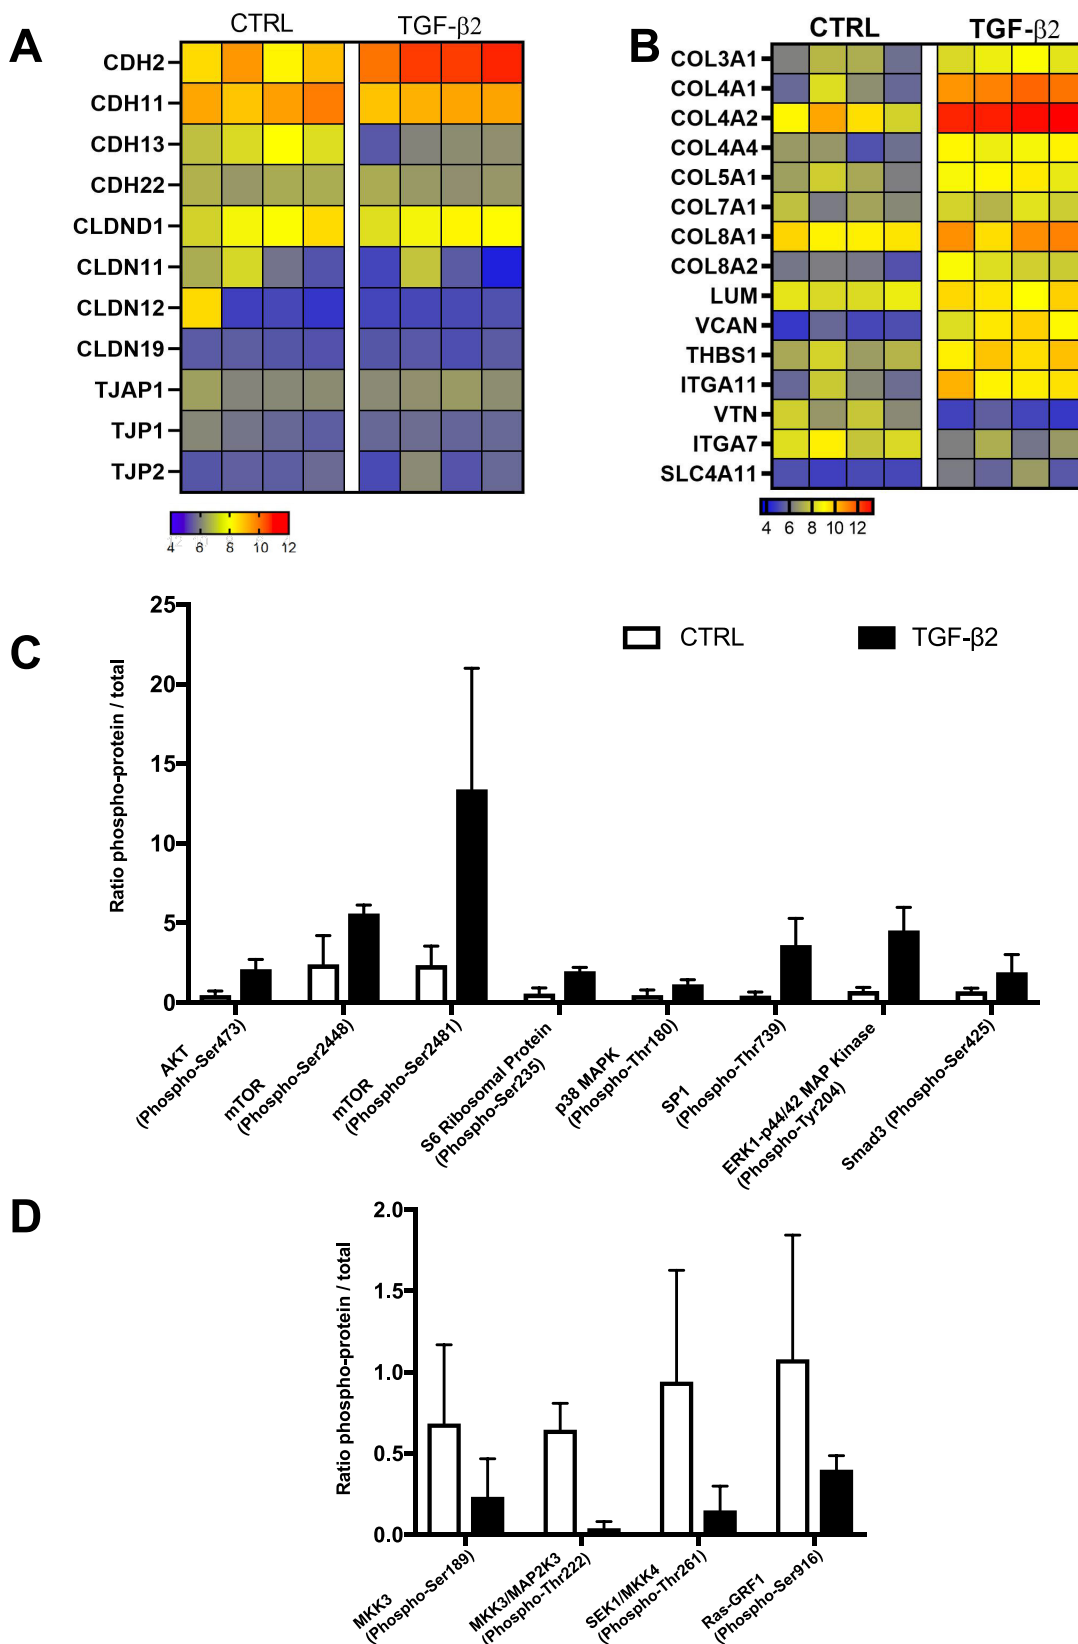 A
CTRL
TGF-β2
CDH2
CDH11
CDH13
CDH22
CLDND1
CLDN11
CLDN12
CLDN19
TJAP1
TJP1
TJP2
4 6 8 10 12
B
CTRL
TGF-β2
COL3A1
COL4A1
COL4A2
COL4A4
COL5A1
COL7A1
COL8A1
COL8A2
LUM
VCAN
THBS1
ITGA11
VTN
ITGA7
SLC4A11
4 6 8 10 12
C
Ratio phospho-protein / total
25
20
15
10
5
0
CTRL
TGF-β2
AKT
(Phospho-Ser473)
mTOR
(Phospho-Ser2448)
mTOR
(Phospho-Ser2481)
S6 Ribosomal Protein
(Phospho-Ser235)
p38 MAPK
(Phospho-Thr180)
SP1
(Phospho-Thr739)
ERK1-p44/42 MAP Kinase
(Phospho-Tyr204)
Smad3 (Phospho-Ser425)
D
Ratio phospho-protein / total
2.0
1.5
1.0
0.5
0.0
MKK3
(Phospho-Ser189)
MKK3/MAP2K3
(Phospho-Thr222)
SEK1/MKK4
(Phospho-Thr261)
Ras-GRF1
(Phospho-Ser916)